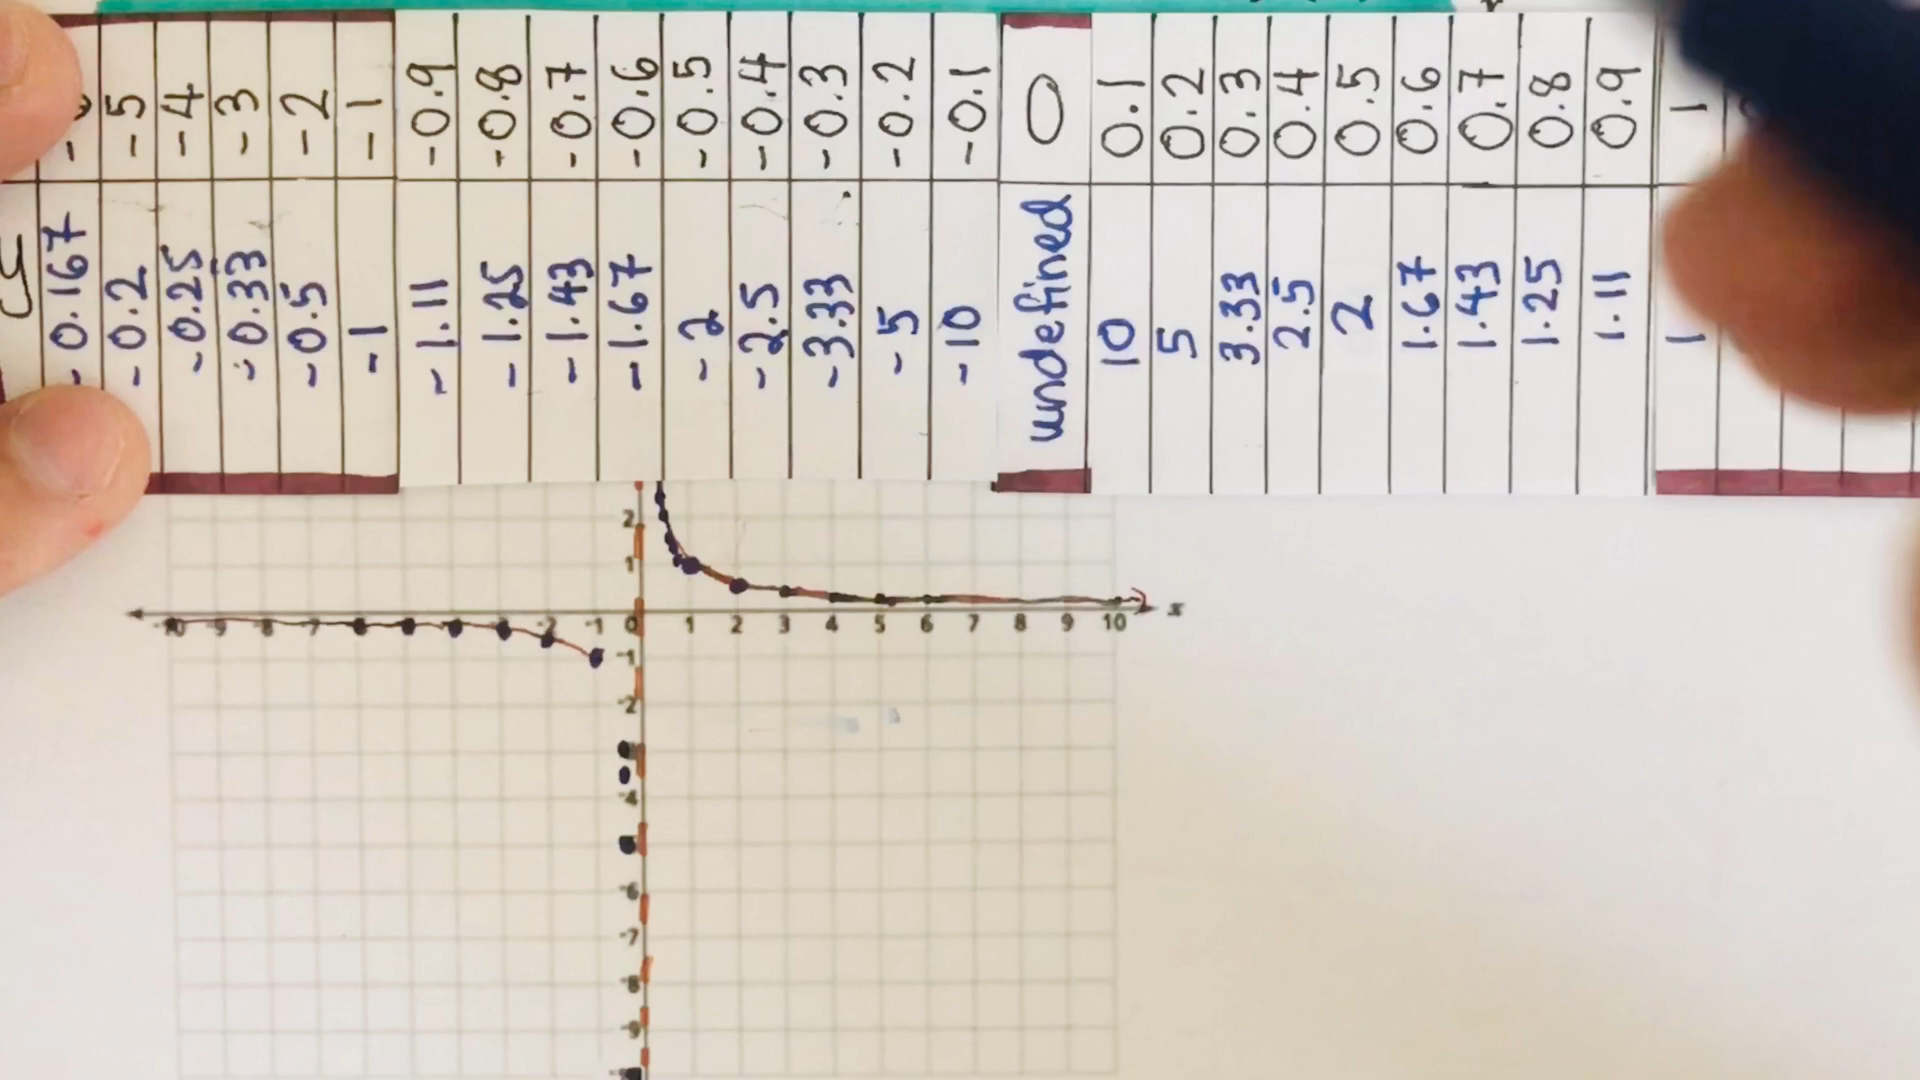 -5 -4 -3 -2 -1 -0.9 -0.8 -0.7 -0.6 -0.5 -0.4 -0.3 -0.2 -0.1 0 0.1 0.2 0.3 0.4 0.5 0.6 0.7 0.8 0.9 1
y -0.167 -0.2 -0.25 -0.33 -0.5 -1 -1.11 -1.25 -1.43 -1.67 -2 -2.5 -3.33 -5 -10 undefined 10 5 3.33 2.5 2 1.67 1.43 1.25 1.11 1
2
1
x
-10 -9 -8 -7 -2 -1 0 1 2 3 4 5 6 7 8 9 10
-1
-2
-4
-6
-7
-8
-9